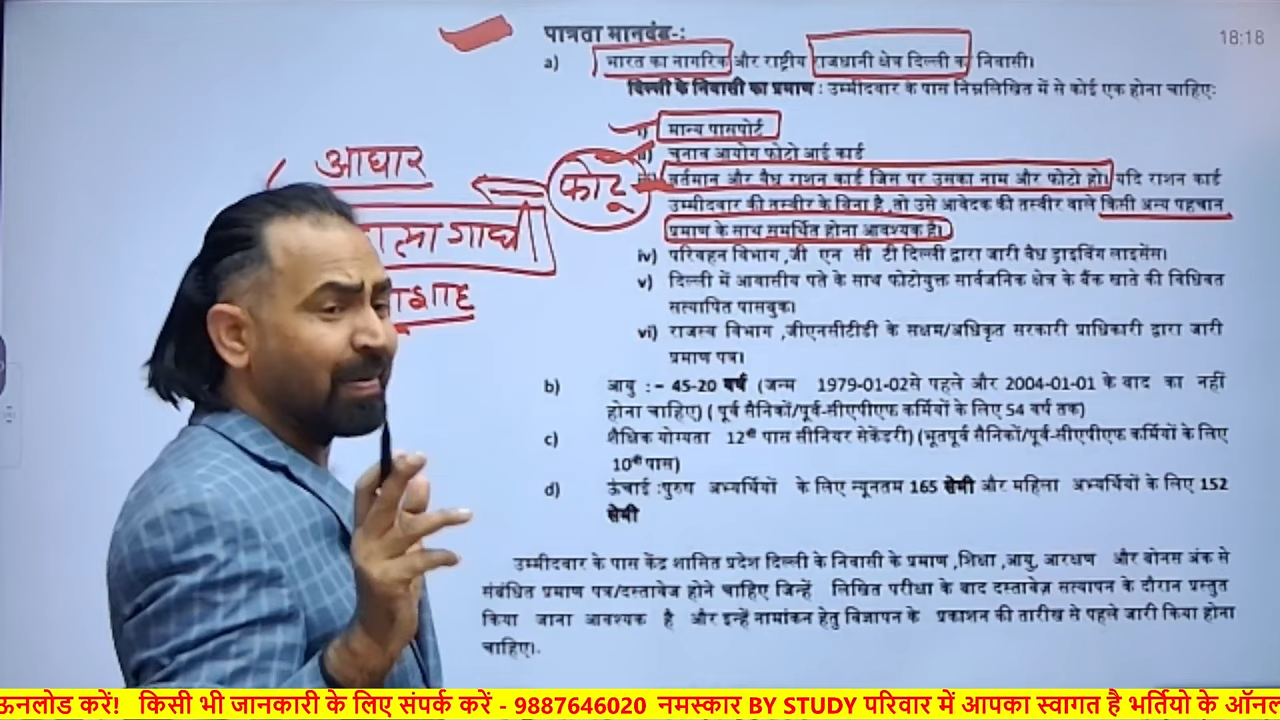 18:18
पात्रता मानदंड-:
a) भारत का नागरिक और राष्ट्रीय राजधानी क्षेत्र दिल्ली का निवासी।
दिल्ली के निवासी का प्रमाण : उम्मीदवार के पास निम्नलिखित में से कोई एक होना चाहिए:
i) मान्य पासपोर्ट
ii) चुनाव आयोग फोटो आई कार्ड
वर्तमान और वैध राशन कार्ड जिस पर उसका नाम और फोटो हो। यदि राशन कार्ड
उम्मीदवार की तस्वीर के बिना है ,तो उसे आवेदक की तस्वीर वाले किसी अन्य पहचान
प्रमाण के साथ समर्थित होना आवश्यक है।
iv) परिवहन विभाग ,जी एन सी टी दिल्ली द्वारा जारी वैध ड्राइविंग लाइसेंस।
v) दिल्ली में आवासीय पते के साथ फोटोयुक्त सार्वजनिक क्षेत्र के बैंक खाते की विधिवत
सत्यापित पासबुक।
vi) राजस्व विभाग ,जीएनसीटीडी के सक्षम/अधिकृत सरकारी प्राधिकारी द्वारा जारी
प्रमाण पत्र।
b) आयु :- 45-20 वर्ष (जन्म 1979-01-02से पहले और 2004-01-01 के बाद का नहीं
होना चाहिए) ( पूर्व सैनिकों/पूर्व-सीएपीएफ कर्मियों के लिए 54 वर्ष तक)
c) शैक्षिक योग्यता 12वी पास सीनियर सेकेंडरी) (भूतपूर्व सैनिकों/पूर्व-सीएपीएफ कर्मियों के लिए
10वी पास)
d) ऊंचाई :पुरुष अभ्यर्थियों के लिए न्यूनतम 165 सेमी और महिला अभ्यर्थियों के लिए 152
सेमी
उम्मीदवार के पास केंद्र शासित प्रदेश दिल्ली के निवासी के प्रमाण ,शिक्षा ,आयु, आरक्षण और बोनस अंक से
संबंधित प्रमाण पत्र/दस्तावेज होने चाहिए जिन्हें लिखित परीक्षा के बाद दस्तावेज़ सत्यापन के दौरान प्रस्तुत
किया जाना आवश्यक है और इन्हें नामांकन हेतु विज्ञापन के प्रकाशन की तारीख से पहले जारी किया होना
चाहिए।.
आधार
फोटू
ऊनलोड करें! किसी भी जानकारी के लिए संपर्क करें - 9887646020 नमस्कार BY STUDY परिवार में आपका स्वागत है भर्तियो के ऑनल